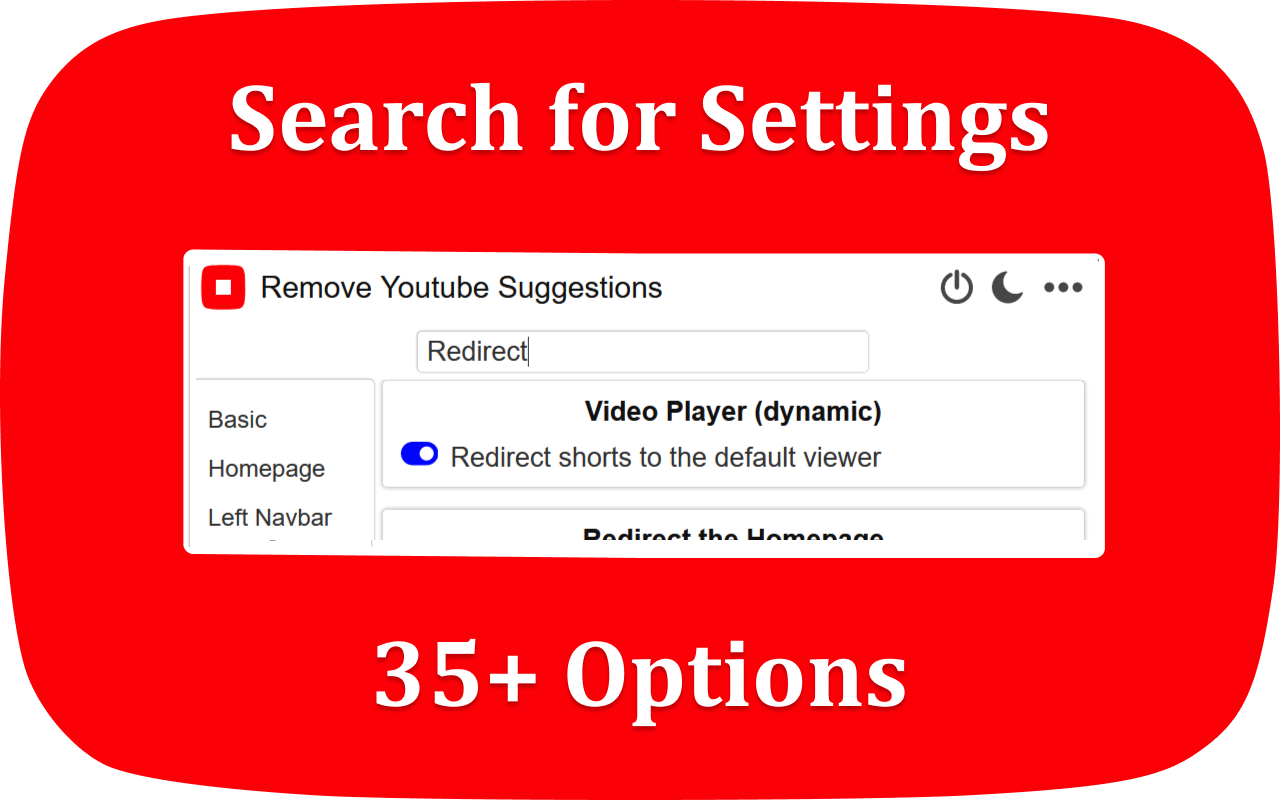 Search for Settings
Remove Youtube Suggestions
Redirect
Basic
Homepage
Left Navbar
Video Player (dynamic)
Redirect shorts to the default viewer
Redirect the Homepage
35+ Options